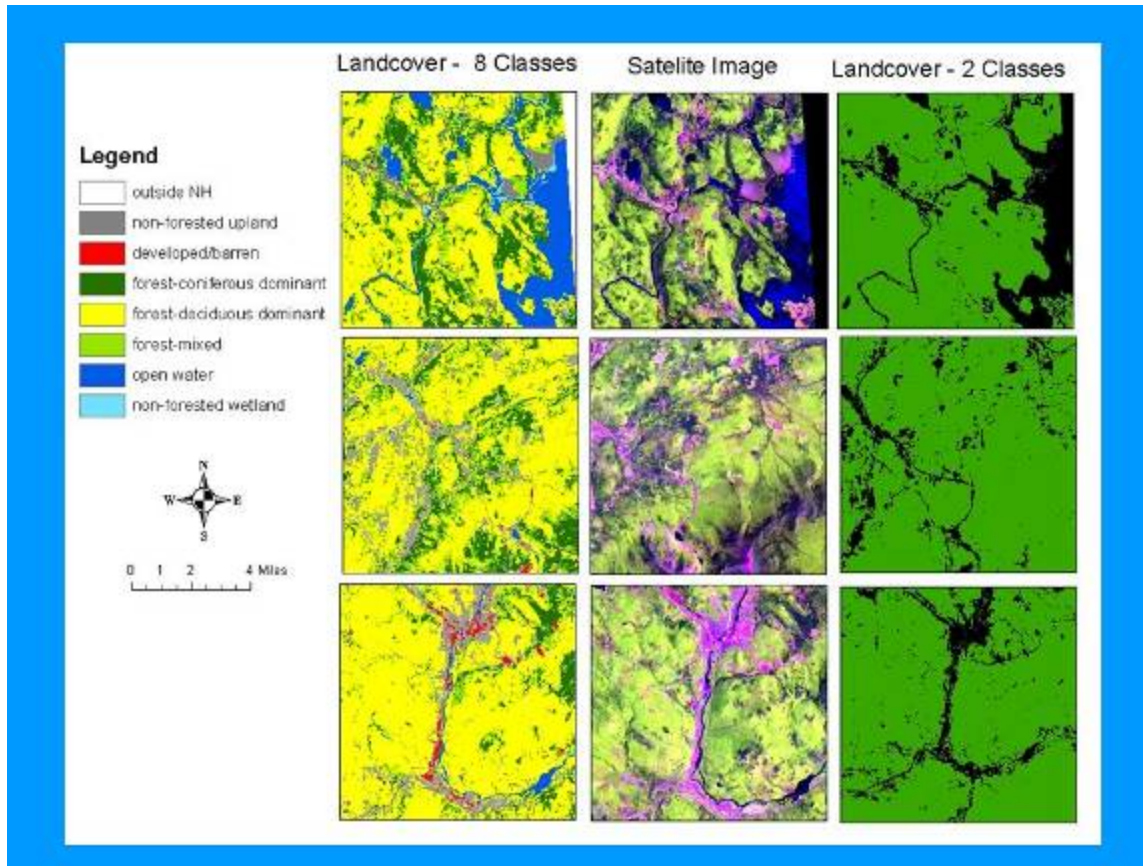 Landcover - 8 Classes
Satelite Image
Landcover - 2 Classes
Legend
outside NH
non-forested upland
developed/barren
forest-coniferous dominant
forest-deciduous dominant
forest-mixed
open water
non-forested wetland
N
W E
S
0 1 2 4 Miles